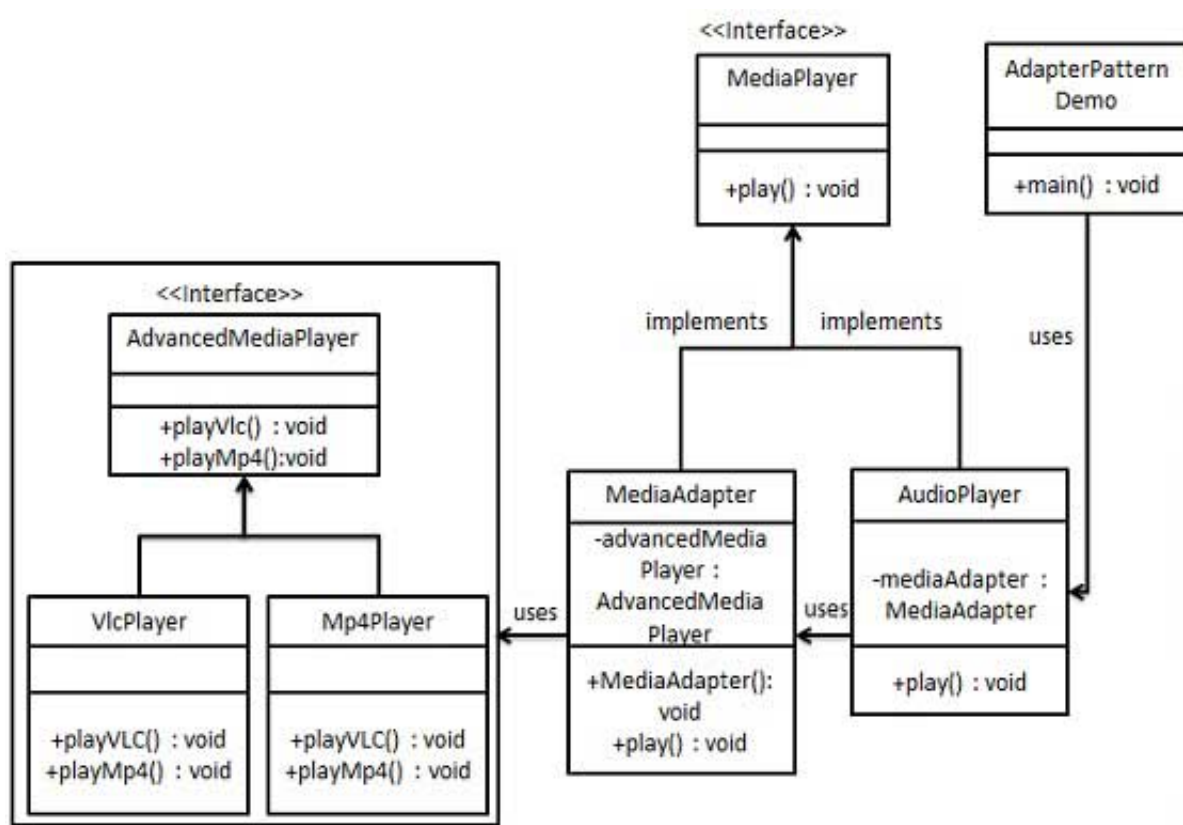 <<Interface>>
MediaPlayer
+play() : void
AdapterPattern
Demo
+main() : void
implements
implements
uses
<<Interface>>
AdvancedMediaPlayer
+playVlc() : void
+playMp4():void
VlcPlayer
+playVLC() : void
+playMp4() : void
Mp4Player
+playVLC() : void
+playMp4() : void
uses
MediaAdapter
-advancedMedia
Player :
AdvancedMedia
Player
+MediaAdapter():
void
+play() : void
uses
AudioPlayer
-mediaAdapter :
MediaAdapter
+play() : void